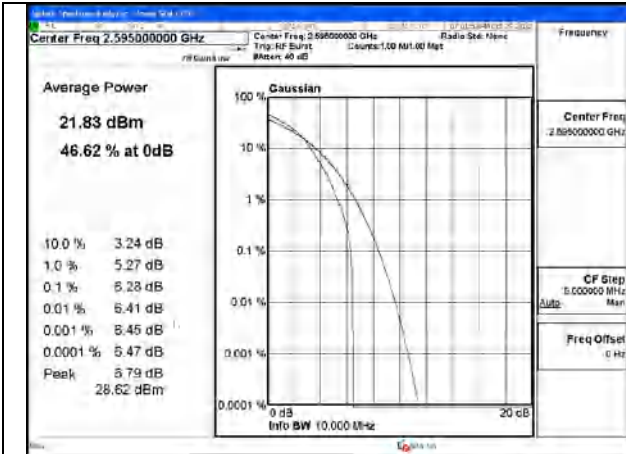 Center Freq 2.595000000 GHz
Center Freq: 2.595000000 GHz
Radio Std: None
Trig: RF Burst
Counts:1.00 M/1.00 Mpt
#Atten: 40 dB
Frequency
Average Power
21.83 dBm
46.62 % at 0dB
10.0 % 3.24 dB
1.0 % 5.27 dB
0.1 % 6.28 dB
0.01 % 6.41 dB
0.001 % 6.45 dB
0.0001 % 6.47 dB
Peak 6.79 dB
28.62 dBm
Gaussian
100 %
10 %
1 %
0.1 %
0.01 %
0.001 %
0.0001 %
0 dB
20 dB
Info BW 10.000 MHz
Center Freq
2.595000000 GHz
CF Step
5.000000 MHz
Auto Man
Freq Offset
0 Hz